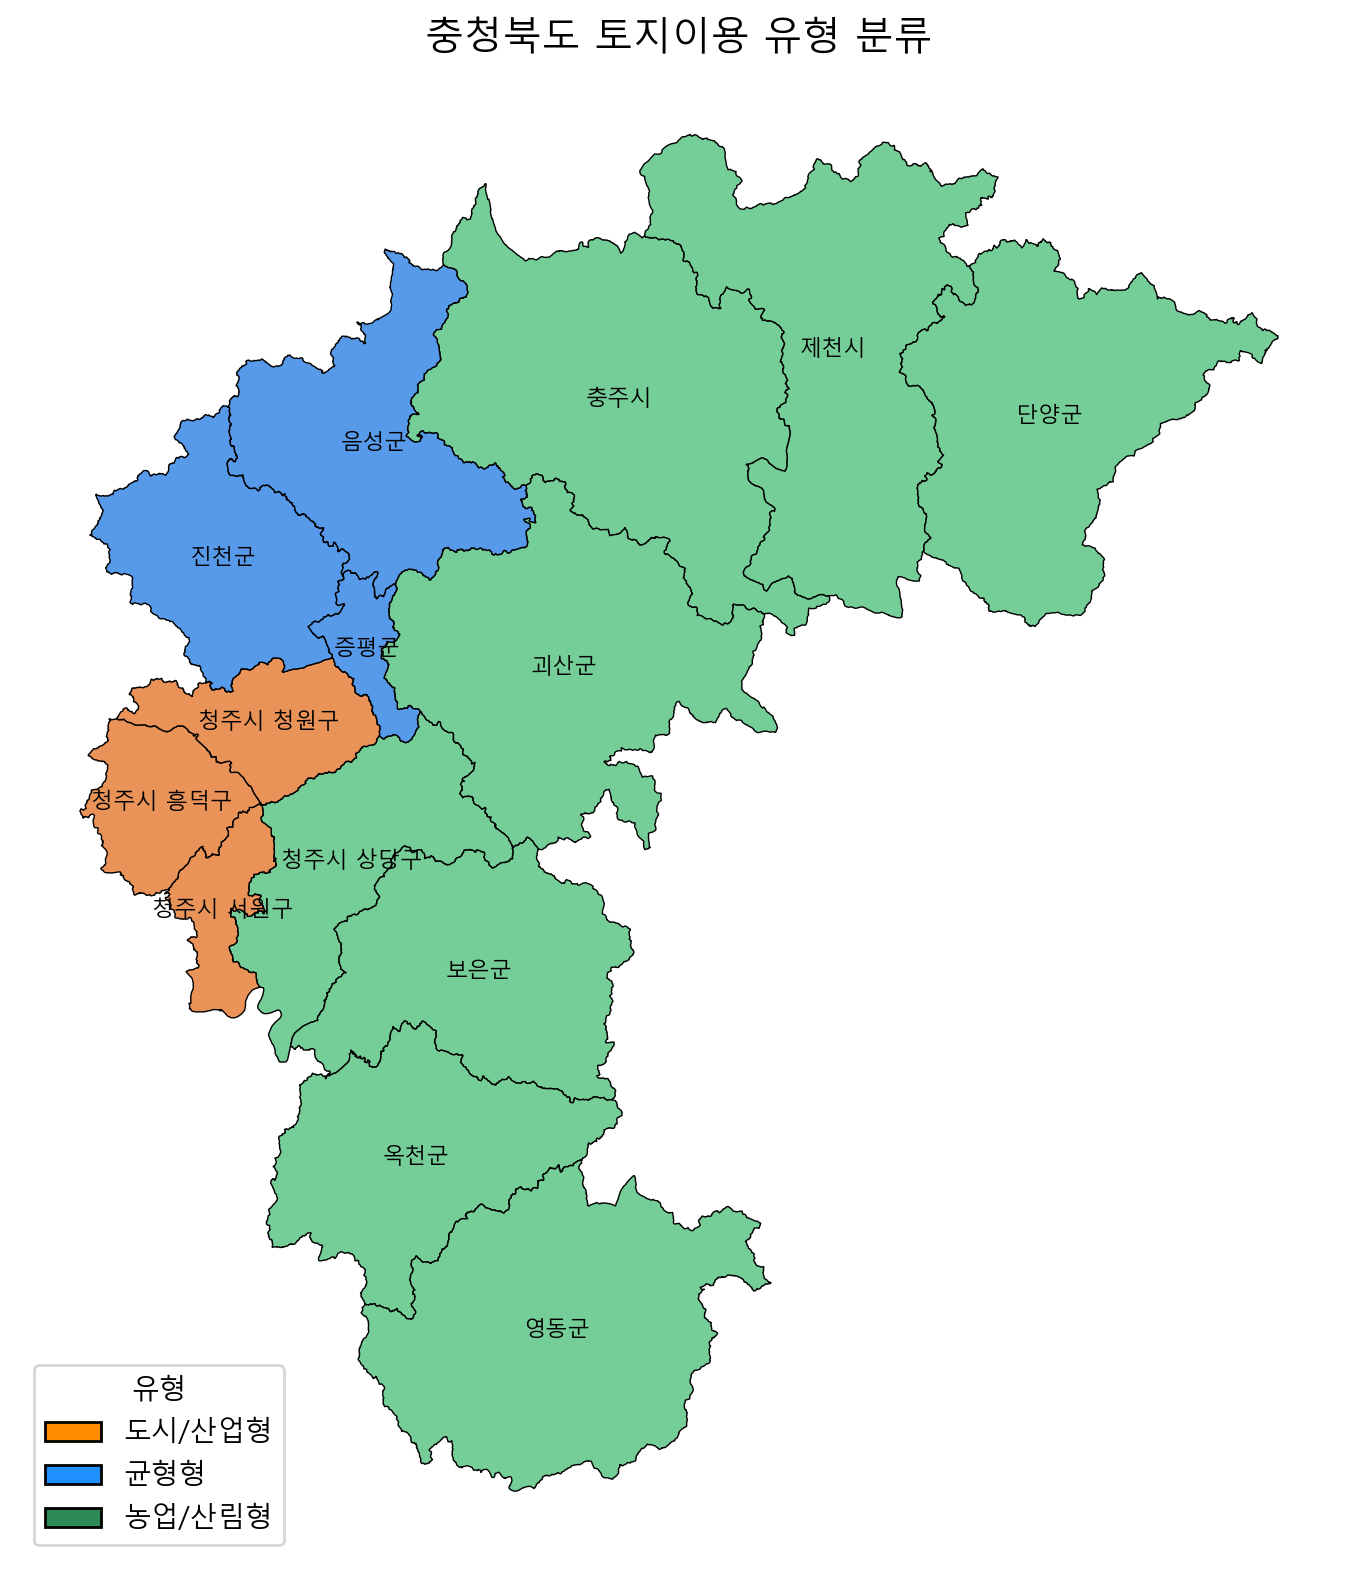 충청북도 토지이용 유형 분류
제천시
충주시
단양군
음성군
진천군
증평군
괴산군
청주시 청원구
청주시 흥덕구
청주시 상당구
청주시 서원구
보은군
옥천군
영동군
유형
도시/산업형
균형형
농업/산림형